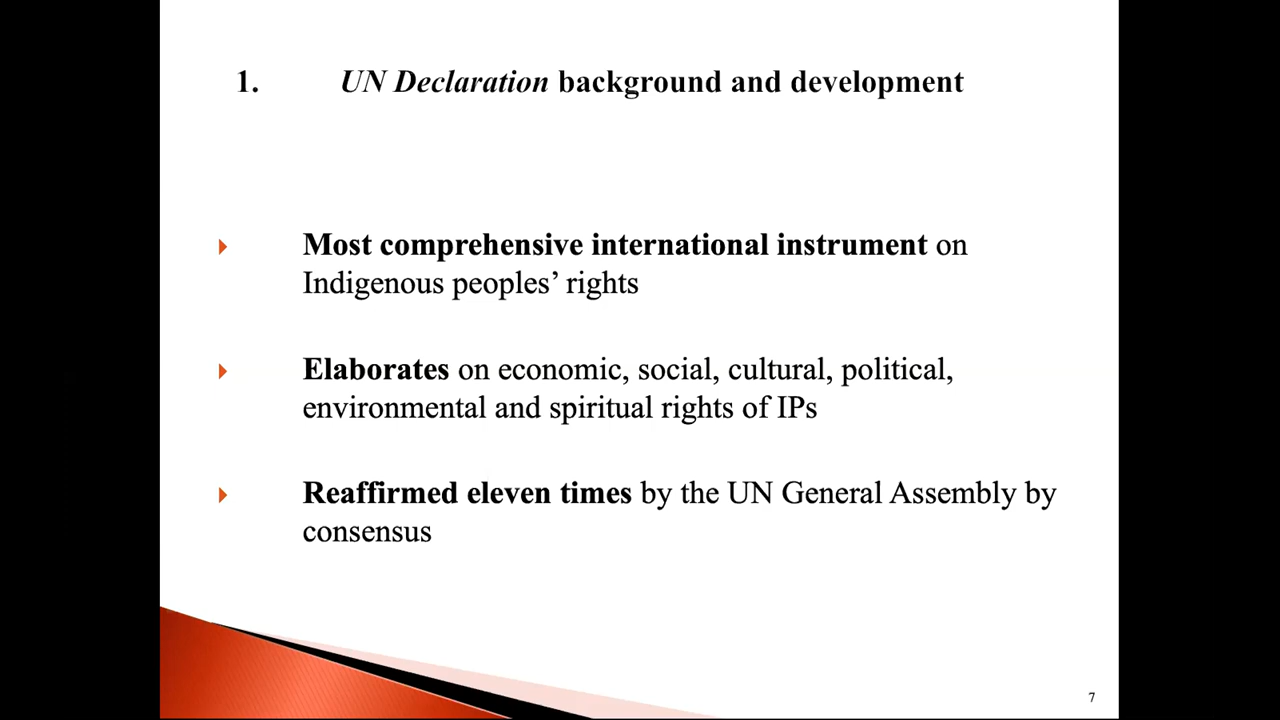 1. UN Declaration background and development
Most comprehensive international instrument on
Indigenous peoples’ rights
Elaborates on economic, social, cultural, political,
environmental and spiritual rights of IPs
Reaffirmed eleven times by the UN General Assembly by
consensus
7